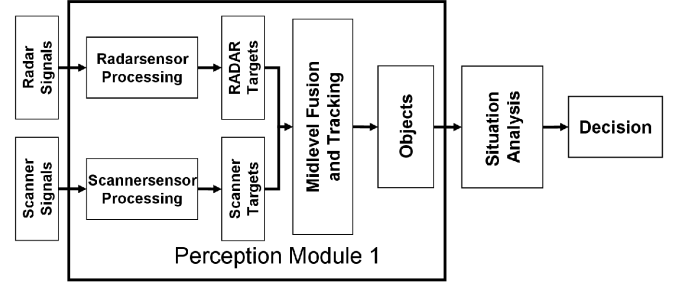 Radar
Signals
Radarsensor
Processing
RADAR
Targets
Scanner
Signals
Scannersensor
Processing
Scanner
Targets
Midlevel Fusion
and Tracking
Objects
Situation
Analysis
Decision
Perception Module 1